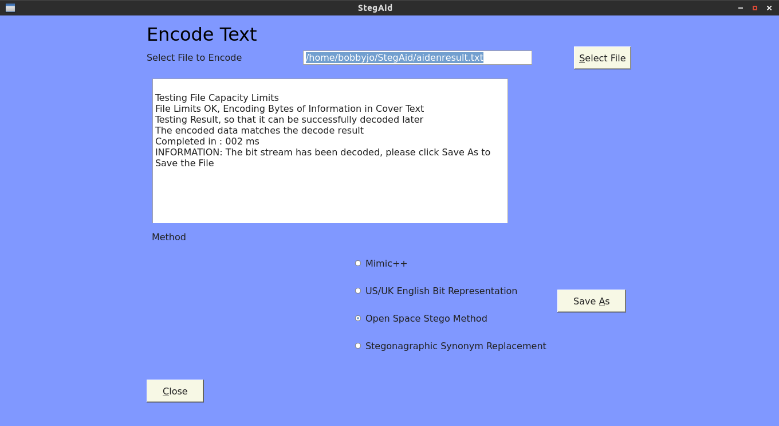 StegAid
Encode Text
Select File to Encode
/home/bobbyjo/StegAid/aidenresult.txt
Select File
Testing File Capacity Limits
File Limits OK, Encoding Bytes of Information in Cover Text
Testing Result, so that it can be successfully decoded later
The encoded data matches the decode result
Completed in : 002 ms
INFORMATION: The bit stream has been decoded, please click Save As to
Save the File
Method
Mimic++
US/UK English Bit Representation
Save As
Open Space Stego Method
Stegonagraphic Synonym Replacement
Close